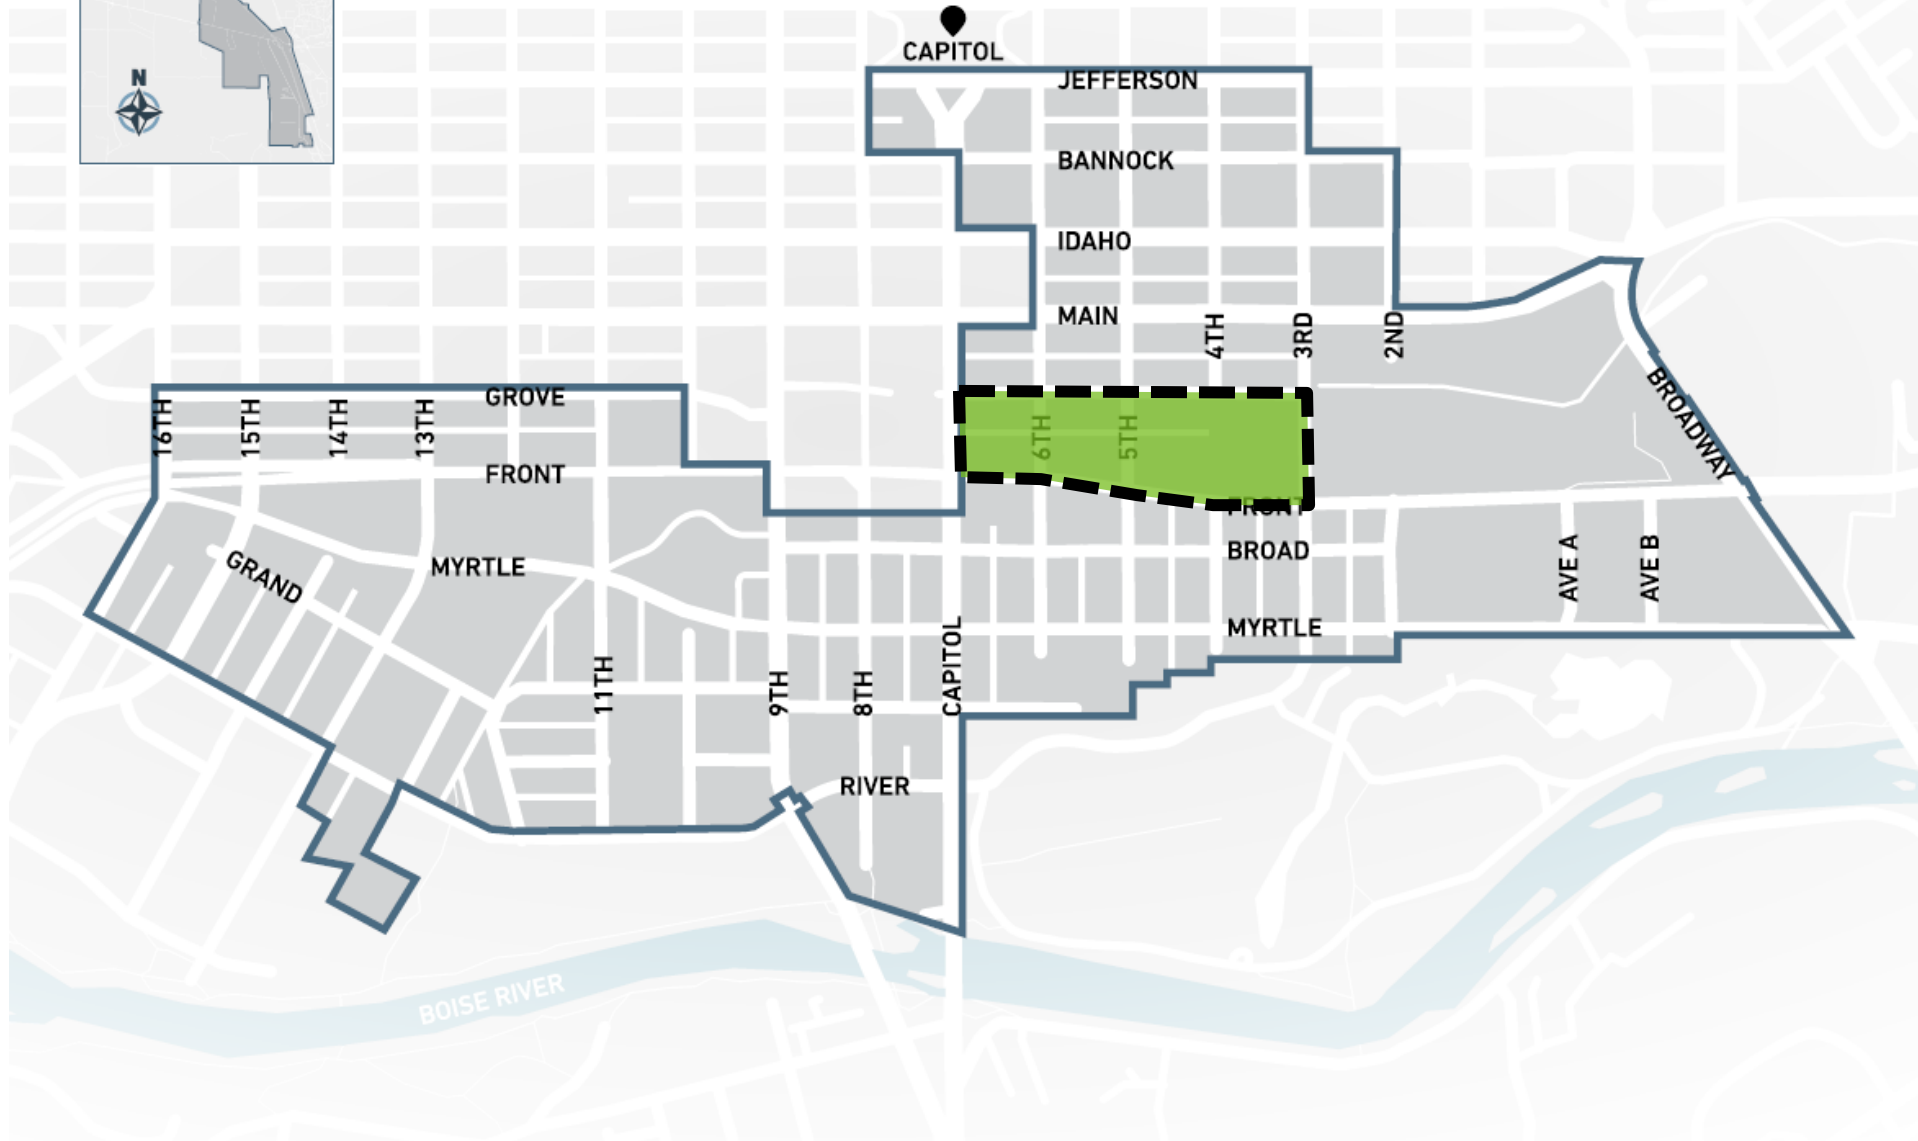 CAPITOL
N
JEFFERSON
BANNOCK
IDAHO
MAIN
4TH
3RD
2ND
GROVE
16TH
15TH
14TH
13TH
BROADWAY
6TH
5TH
FRONT
FRONT
BROAD
AVE A
AVE B
GRAND
MYRTLE
MYRTLE
CAPITOL
11TH
9TH
8TH
RIVER
BOISE RIVER